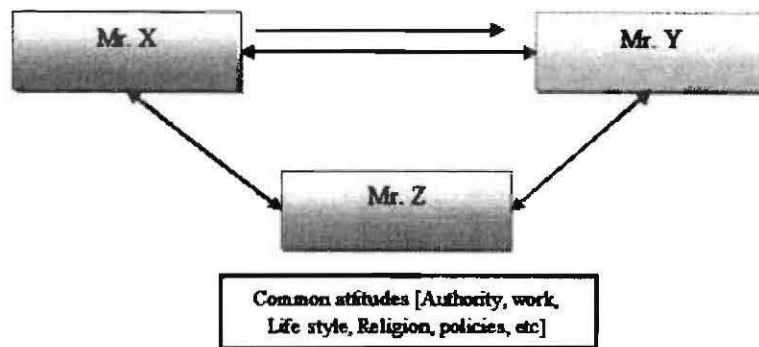 Mr. X
Mr. Y
Mr. Z
Common attitudes [Authority, work,
Life style, Religion, policies, etc]